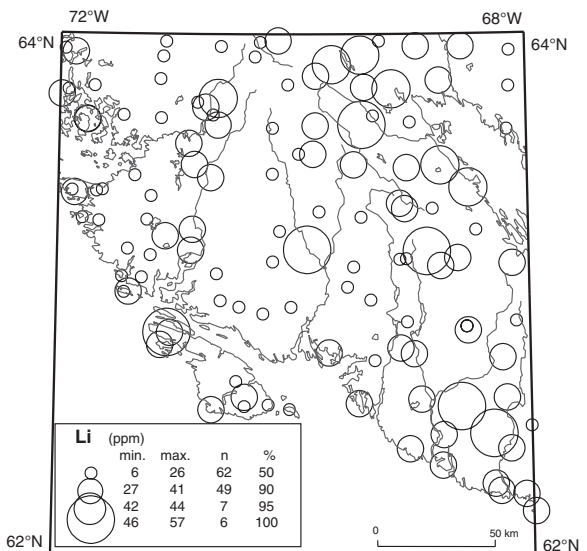 72°W 68°W
64°N 64°N
Li (ppm)
min. max. n %
6 26 62 50
27 41 49 90
42 44 7 95
46 57 6 100
0 50 km
62°N 62°N